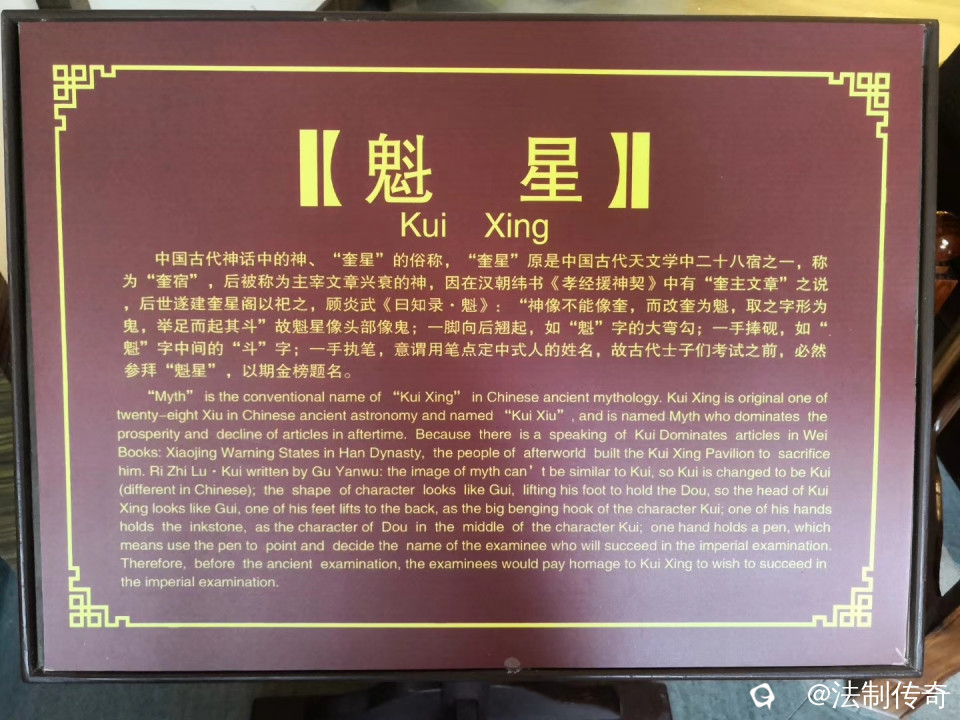 【魁 星】
Kui Xing
中国古代神话中的神、“奎星”的俗称，“奎星”原是中国古代天文学中二十八宿之一，称
为“奎宿”，后被称为主宰文章兴衰的神，因在汉朝纬书《孝经援神契》中有“奎主文章”之说
，后世遂建奎星阁以祀之，顾炎武《日知录·魁》：“神像不能像奎，而改奎为魁，取之字形为
鬼，举足而起其斗”故魁星像头部像鬼；一脚向后翘起，如“魁”字的大弯勾；一手捧砚，如“
魁”字中间的“斗”字；一手执笔，意谓用笔点定中式人的姓名，故古代士子们考试之前，必然
参拜“魁星”，以期金榜题名。
“Myth” is the conventional name of “Kui Xing” in Chinese ancient mythology. Kui Xing is original one of
twenty-eight Xiu in Chinese ancient astronomy and named “Kui Xiu”, and is named Myth who dominates the
prosperity and decline of articles in aftertime. Because there is a speaking of Kui Dominates articles in Wei
Books: Xiaojing Warning States in Han Dynasty, the people of afterworld built the Kui Xing Pavilion to sacrifice
him. Ri Zhi Lu·Kui written by Gu Yanwu: the image of myth can’t be similar to Kui, so Kui is changed to be Kui
(different in Chinese); the shape of character looks like Gui, lifting his foot to hold the Dou, so the head of Kui
Xing looks like Gui, one of his feet lifts to the back, as the big benging hook of the character Kui; one of his hands
holds the inkstone, as the character of Dou in the middle of the character Kui; one hand holds a pen, which
means use the pen to point and decide the name of the examinee who will succeed in the imperial examination.
Therefore, before the ancient examination, the examinees would pay homage to Kui Xing to wish to succeed in
the imperial examination.
@法制传奇